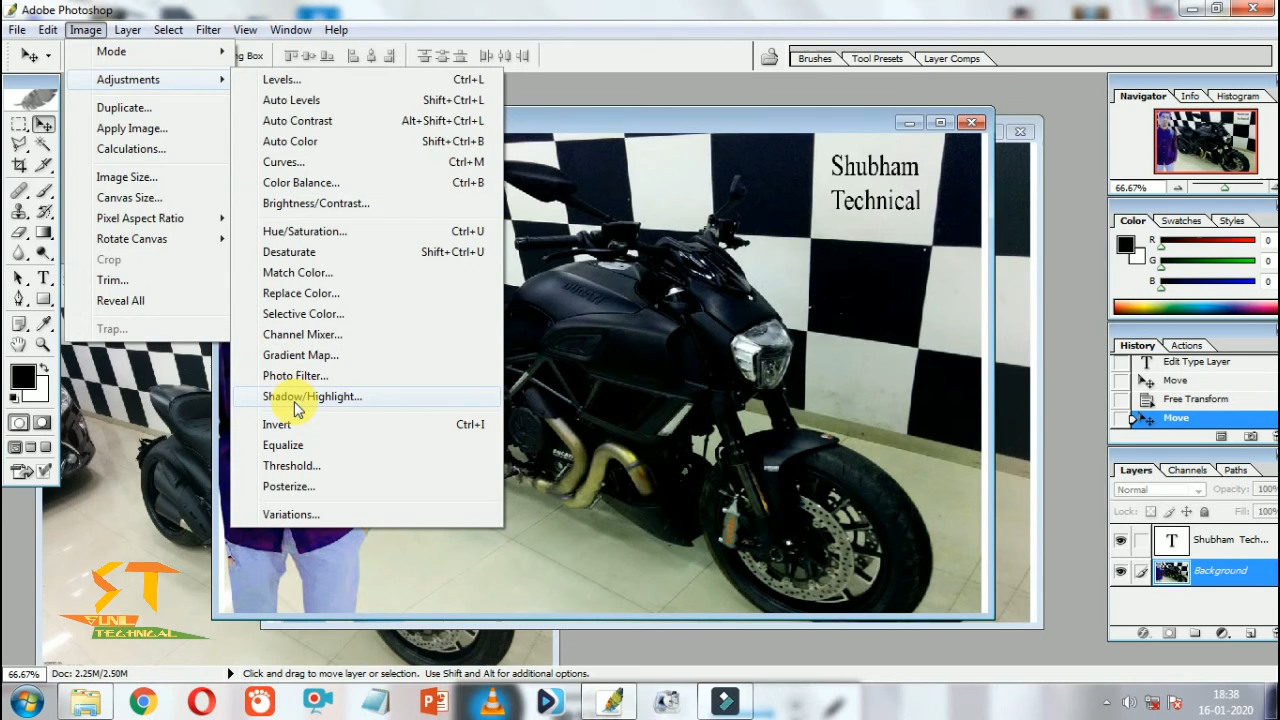 Adobe Photoshop
File Edit Image Layer Select Filter View Window Help
ng Box
Brushes Tool Presets Layer Comps
Mode
Adjustments
Duplicate...
Apply Image...
Calculations...
Image Size...
Canvas Size...
Pixel Aspect Ratio
Rotate Canvas
Crop
Trim...
Reveal All
Trap...
Levels... Ctrl+L
Auto Levels Shift+Ctrl+L
Auto Contrast Alt+Shift+Ctrl+L
Auto Color Shift+Ctrl+B
Curves... Ctrl+M
Color Balance... Ctrl+B
Brightness/Contrast...
Hue/Saturation... Ctrl+U
Desaturate Shift+Ctrl+U
Match Color...
Replace Color...
Selective Color...
Channel Mixer...
Gradient Map...
Photo Filter...
Shadow/Highlight...
Invert Ctrl+I
Equalize
Threshold...
Posterize...
Variations...
Shubham
Technical
DUCATI
Navigator Info Histogram
66.67%
Color Swatches Styles
R 0
G 0
B 0
History Actions
Edit Type Layer
Move
Free Transform
Move
Layers Channels Paths
Normal Opacity: 100%
Lock: Fill: 100%
T Shubham Tech...
Background
ST
SUNIL
TECHNICAL
66.67% Doc: 2.25M/2.50M Click and drag to move layer or selection. Use Shift and Alt for additional options.
18:38
16-01-2020